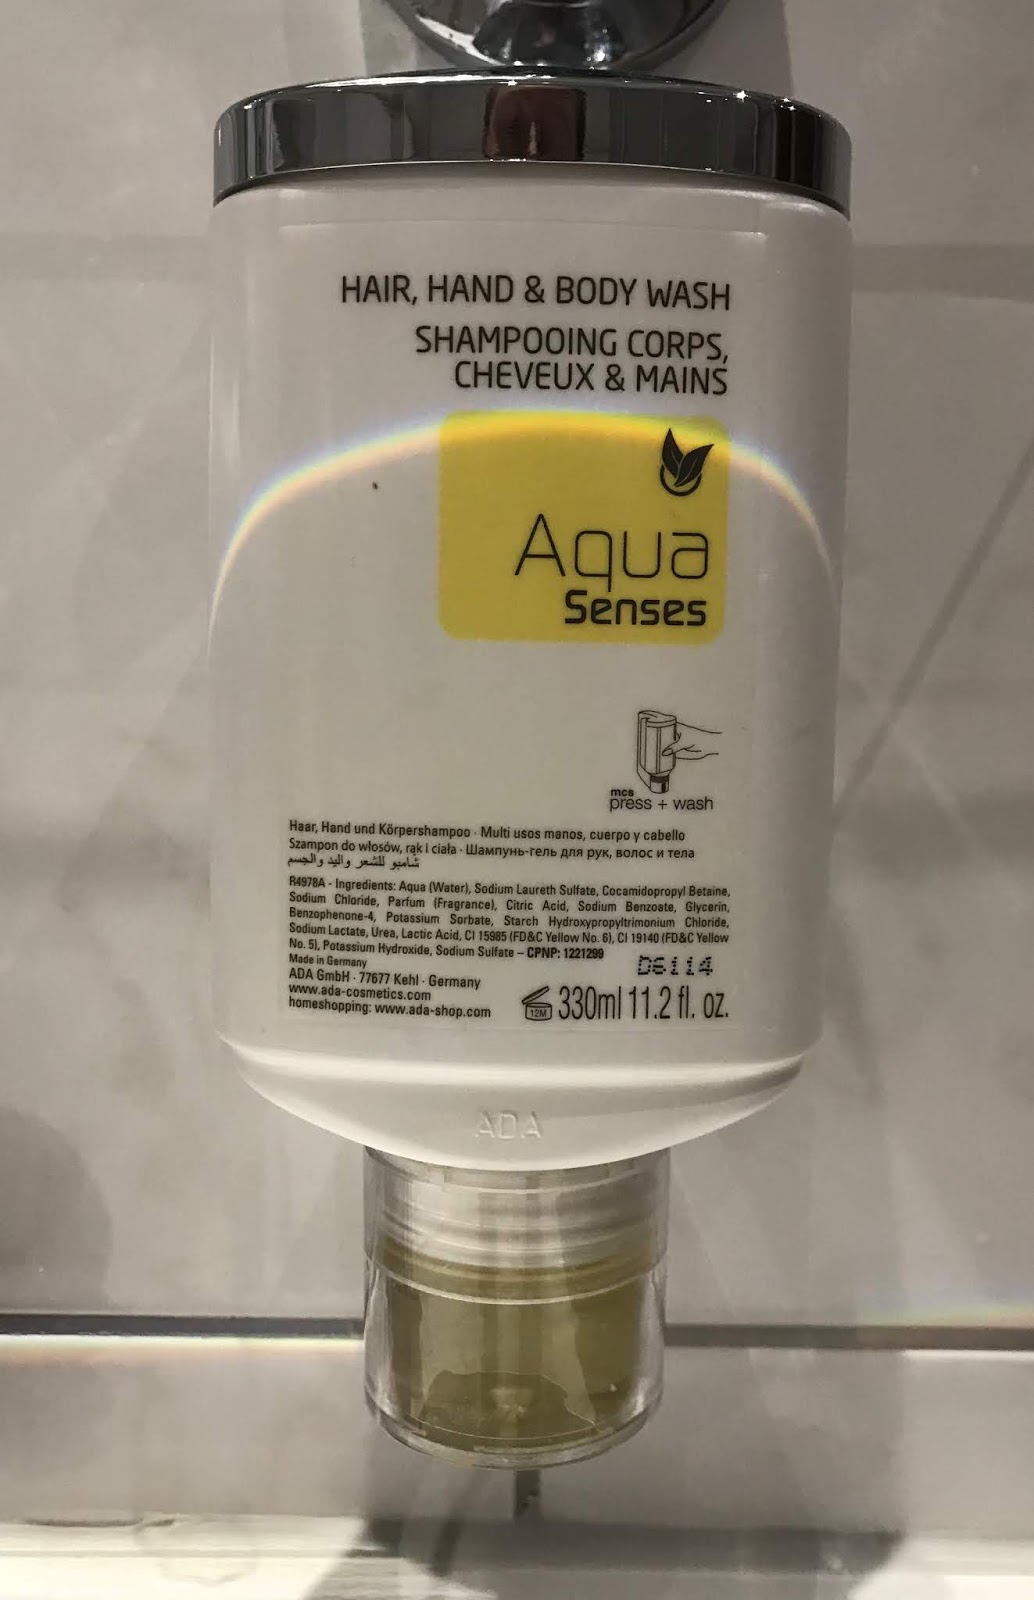 HAIR, HAND & BODY WASH
SHAMPOOING CORPS,
CHEVEUX & MAINS
Aqua
Senses
mcs
press + wash
Haar, Hand und Körpershampoo · Multi usos manos, cuerpo y cabello
Szampon do włosów, rąk i ciała · Шампунь-гель для рук, волос и тела
شامبو للشعر واليد والجسم
R4978A - Ingredients: Aqua (Water), Sodium Laureth Sulfate, Cocamidopropyl Betaine,
Sodium Chloride, Parfum (Fragrance), Citric Acid, Sodium Benzoate, Glycerin,
Benzophenone-4, Potassium Sorbate, Starch Hydroxypropyltrimonium Chloride,
Sodium Lactate, Urea, Lactic Acid, CI 15985 (FD&C Yellow No. 6), CI 19140 (FD&C Yellow
No. 5), Potassium Hydroxide, Sodium Sulfate – CPNP: 1221299
Made in Germany
D6114
ADA GmbH · 77677 Kehl · Germany
www.ada-cosmetics.com
homeshopping: www.ada-shop.com
12M 330ml 11.2 fl. oz.
ADA